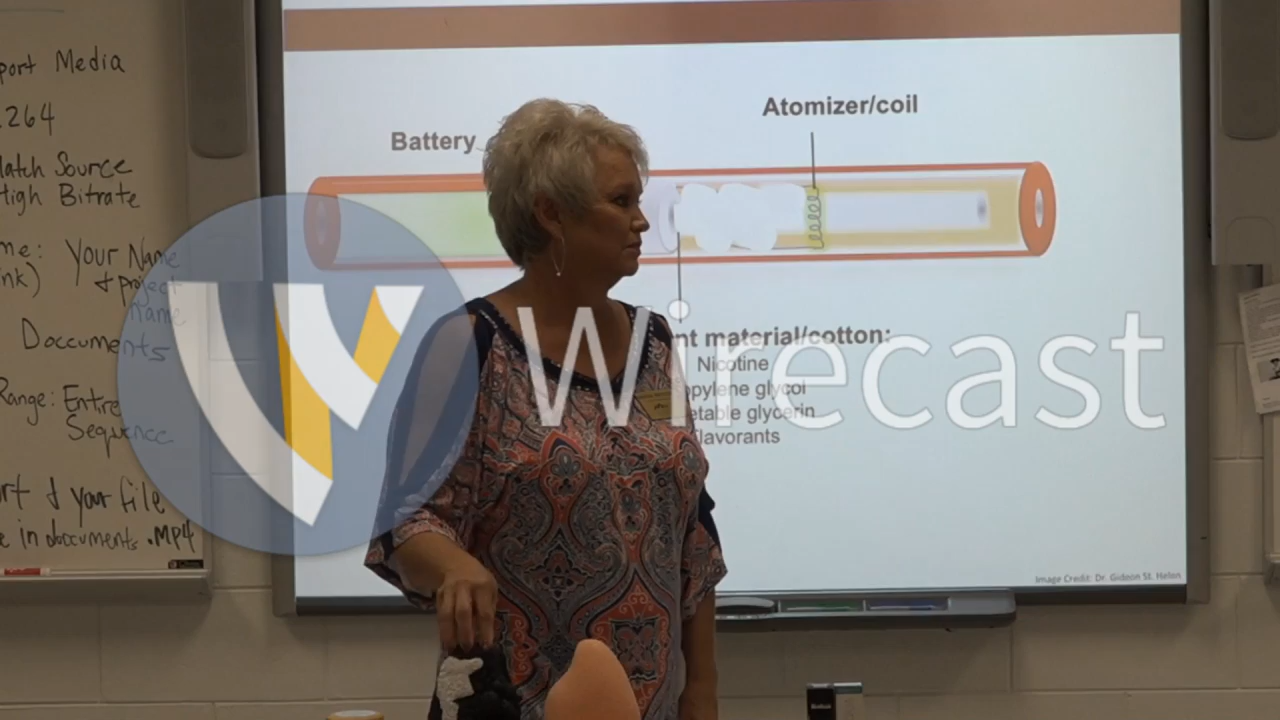 port Media
.264
Match Source
High Bitrate
me: Your Name
ink) & project
name
Documents
Range: Entire
Sequence
rt & your file
e in documents .MP4
Battery
Atomizer/coil
nt material/cotton:
Nicotine
opylene glycol
etable glycerin
lavorants
Image Credit: Dr. Gideon St. Helen
Wirecast